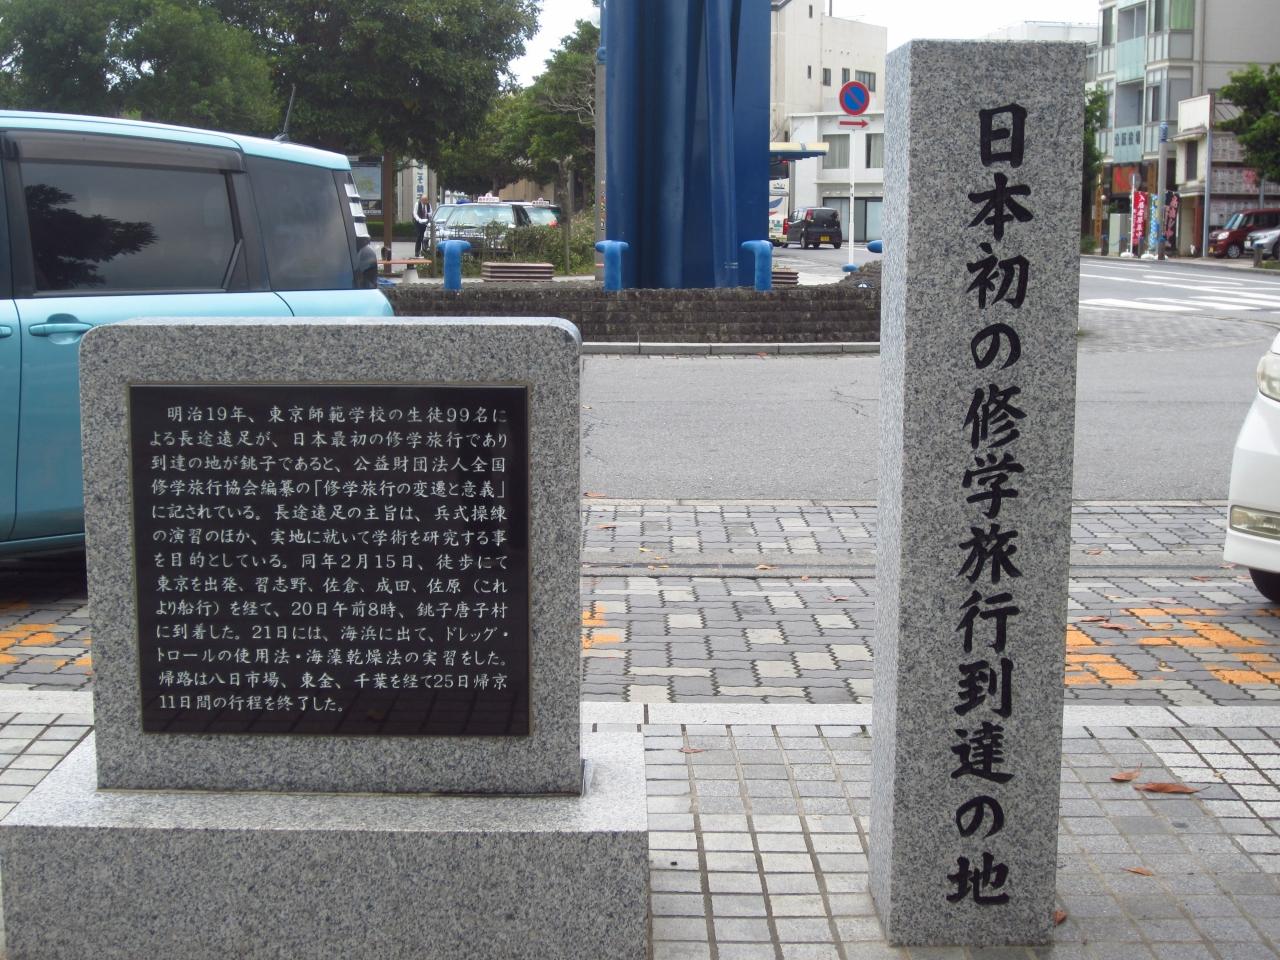 明治19年、東京師範学校の生徒99名に
よる長途遠足が、日本最初の修学旅行であり
到達の地が銚子であると、公益財団法人全国
修学旅行協会編纂の「修学旅行の変遷と意義」
に記されている。長途遠足の主旨は、兵式操練
の演習のほか、実地に就いて学術を研究する事
を目的としている。同年2月15日、徒歩にて
東京を出発、習志野、佐倉、成田、佐原（これ
より船行）を経て、20日午前8時、銚子唐子村
に到着した。21日には、海浜に出て、ドレッグ・
トロールの使用法・海藻乾燥法の実習をした。
帰路は八日市場、東金、千葉を経て25日帰京
11日間の行程を終了した。
日本初の修学旅行到達の地